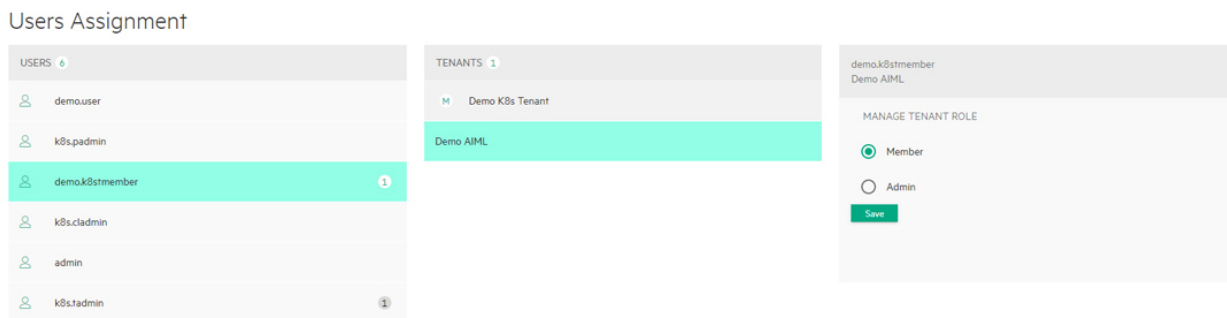 Users Assignment
USERS 6
demo.user
k8s.padmin
demo.k8stmember 1
k8s.cladmin
admin
k8s.tadmin 1
TENANTS 1
M Demo K8s Tenant
Demo AIML
demo.k8stmember
Demo AIML
MANAGE TENANT ROLE
Member
Admin
Save